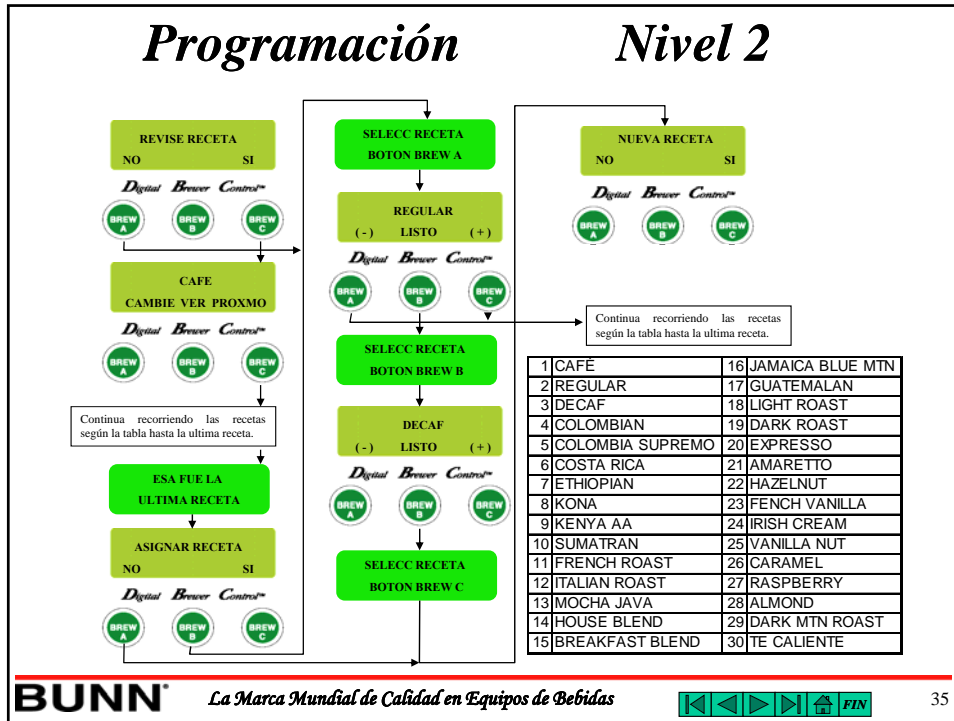 Programación Nivel 2
REVISE RECETA
NO SI
Digital Brewer Control™
BREW A BREW B BREW C
CAFE
CAMBIE VER PROXMO
Digital Brewer Control™
BREW A BREW B BREW C
Continua recorriendo las recetas
según la tabla hasta la ultima receta.
ESA FUE LA
ULTIMA RECETA
ASIGNAR RECETA
NO SI
Digital Brewer Control™
BREW A BREW B BREW C
SELECC RECETA
BOTON BREW A
REGULAR
( - ) LISTO ( + )
Digital Brewer Control™
BREW A BREW B BREW C
SELECC RECETA
BOTON BREW B
DECAF
( - ) LISTO ( + )
Digital Brewer Control™
BREW A BREW B BREW C
SELECC RECETA
BOTON BREW C
NUEVA RECETA
NO SI
Digital Brewer Control™
BREW A BREW B BREW C
Continua recorriendo las recetas
según la tabla hasta la ultima receta.
1 CAFÉ 16 JAMAICA BLUE MTN
2 REGULAR 17 GUATEMALAN
3 DECAF 18 LIGHT ROAST
4 COLOMBIAN 19 DARK ROAST
5 COLOMBIA SUPREMO 20 EXPRESSO
6 COSTA RICA 21 AMARETTO
7 ETHIOPIAN 22 HAZELNUT
8 KONA 23 FENCH VANILLA
9 KENYA AA 24 IRISH CREAM
10 SUMATRAN 25 VANILLA NUT
11 FRENCH ROAST 26 CARAMEL
12 ITALIAN ROAST 27 RASPBERRY
13 MOCHA JAVA 28 ALMOND
14 HOUSE BLEND 29 DARK MTN ROAST
15 BREAKFAST BLEND 30 TE CALIENTE
BUNN® La Marca Mundial de Calidad en Equipos de Bebidas FIN 35